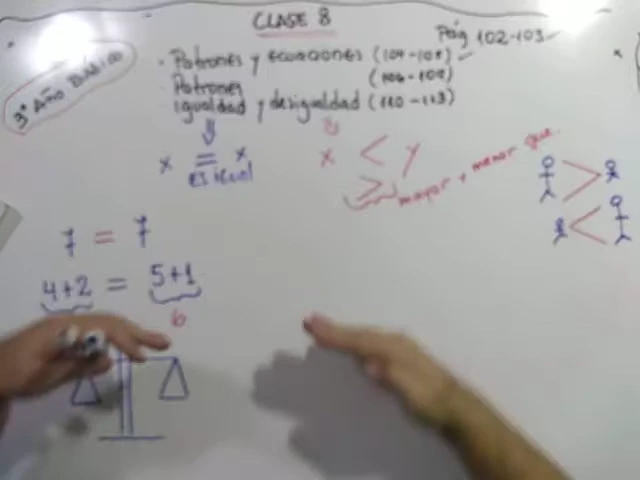 CLASE 8
Pág 102-103
3° AÑO BÁSICO
Patrones y ecuaciones (104-105)
Patrones (106-109)
igualdad y desigualdad (110-113)
x = x
es igual
x < y
>
mayor y menor que.
>
<
7 = 7
4+2 = 5+1
6